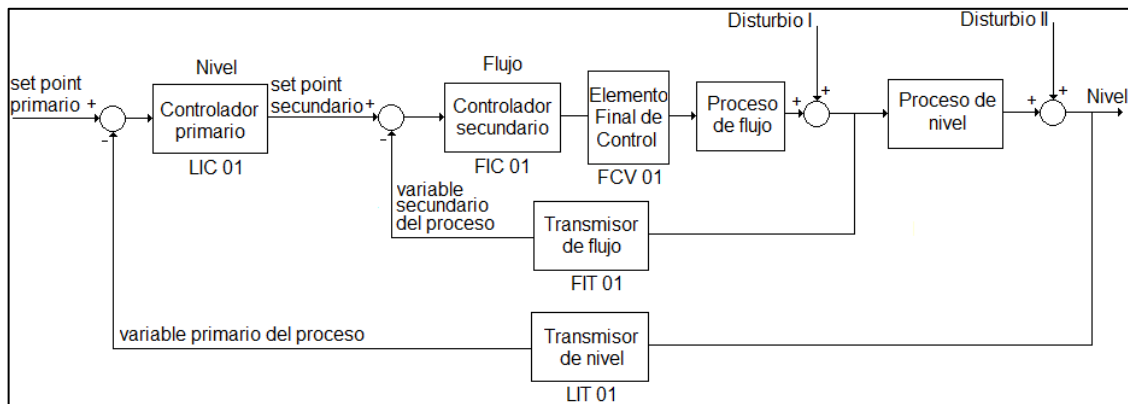 Disturbio I
Disturbio II
Nivel
Flujo
set point
primario
+
-
Controlador
primario
LIC 01
set point
secundario
+
-
Controlador
secundario
FIC 01
Elemento
Final de
Control
FCV 01
Proceso
de flujo
+
+
Proceso de
nivel
+
+
Nivel
variable
secundario
del proceso
Transmisor
de flujo
FIT 01
variable primario del proceso
Transmisor
de nivel
LIT 01